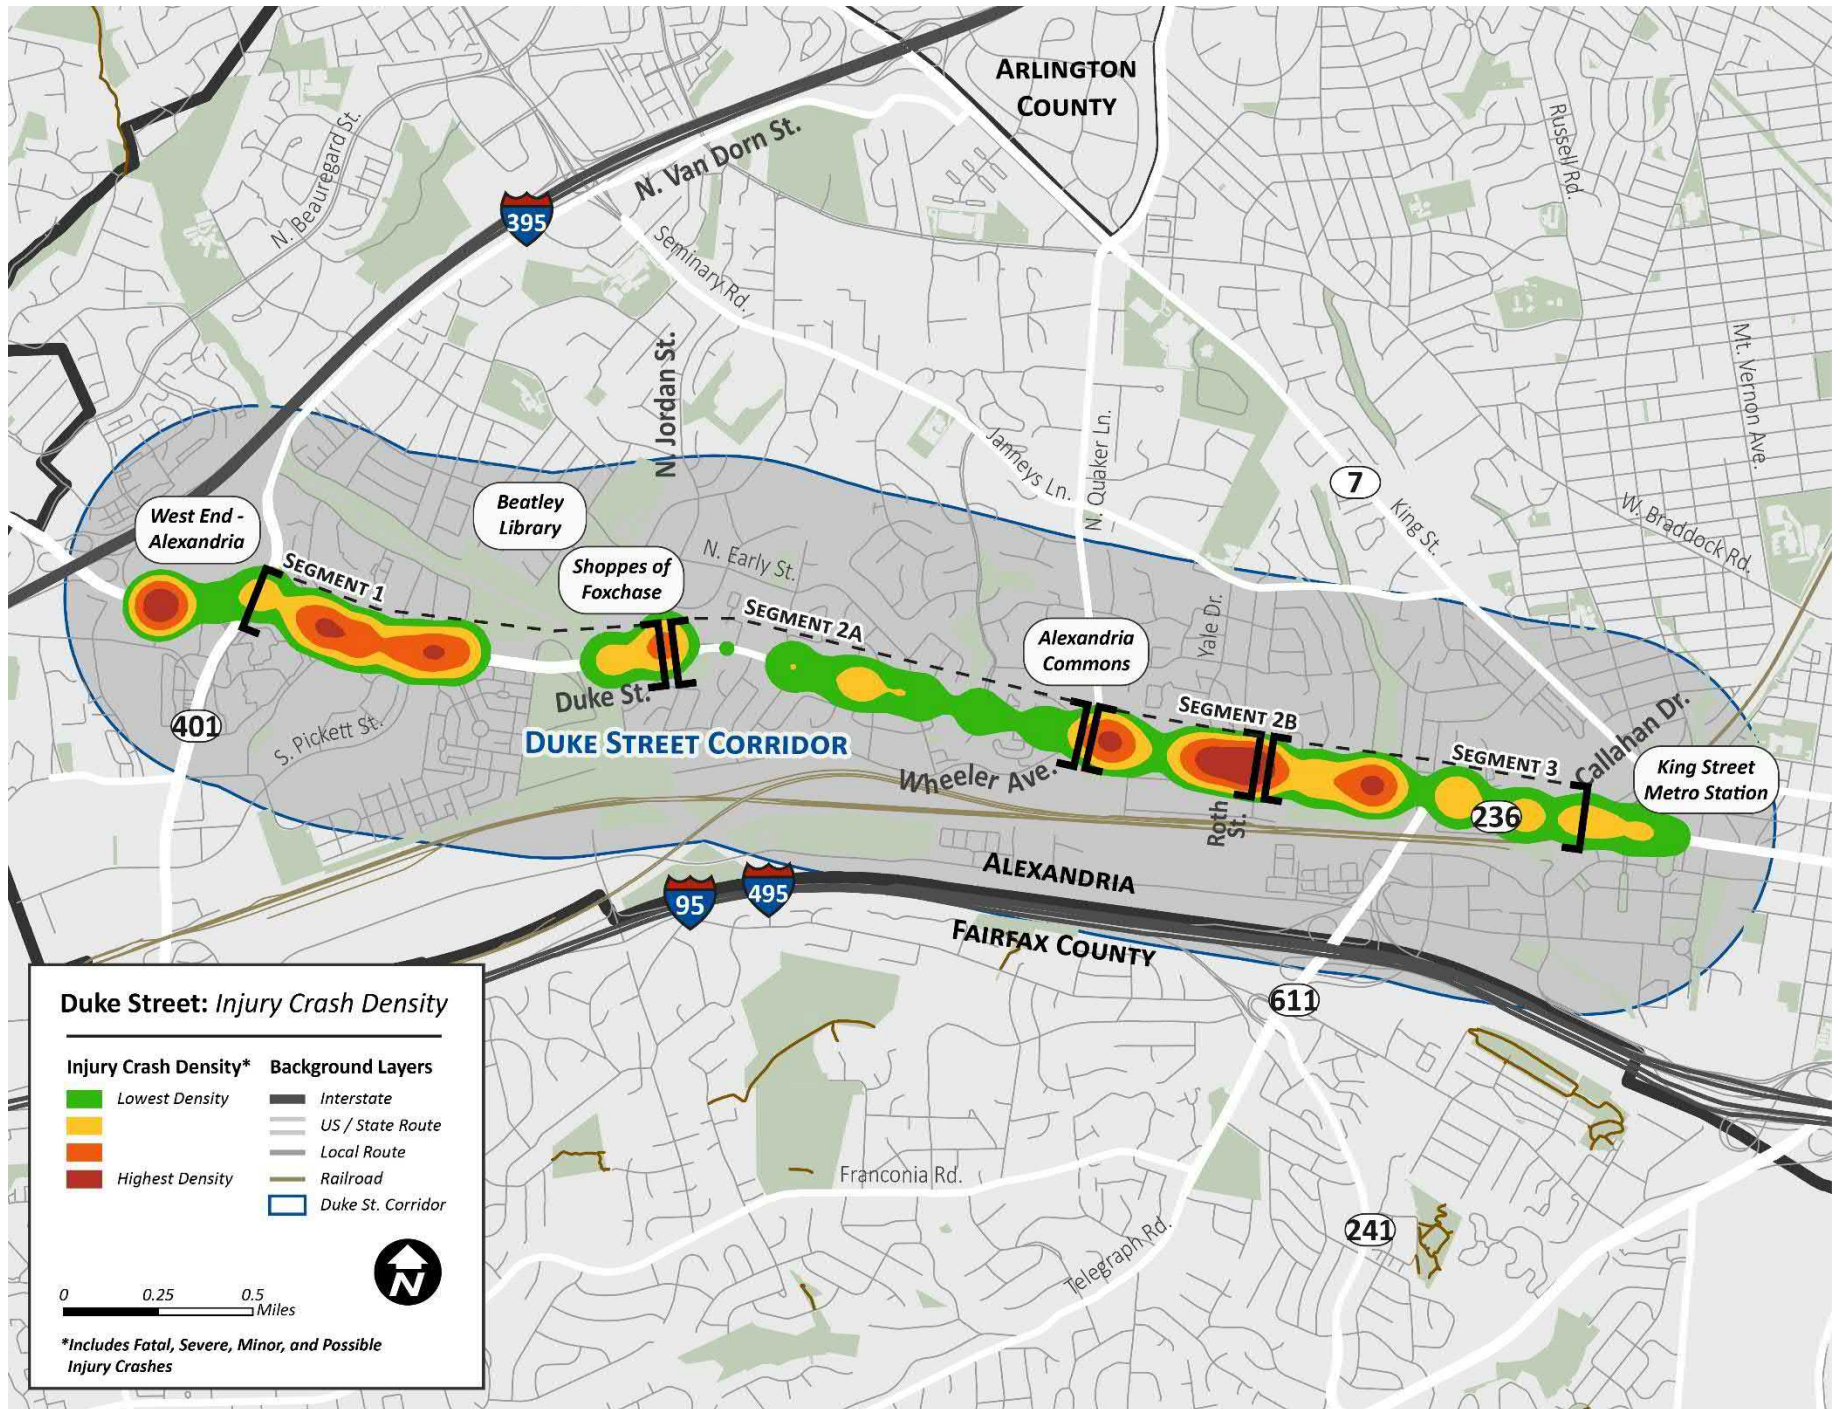 ARLINGTON
COUNTY
Russell Rd.
N. Beauregard St.
N. Van Dorn St.
395
Seminary Rd.
N. Jordan St.
Mt. Vernon Ave.
Janneys Ln.
N. Quaker Ln.
7
King St.
W. Braddock Rd.
West End -
Alexandria
Beatley
Library
Shoppes of
Foxchase
N. Early St.
SEGMENT 1
SEGMENT 2A
Alexandria
Commons
Yale Dr.
Duke St.
401
S. Pickett St.
DUKE STREET CORRIDOR
SEGMENT 2B
SEGMENT 3
Callahan Dr.
King Street
Metro Station
Wheeler Ave.
Roth
St.
236
ALEXANDRIA
95
495
FAIRFAX COUNTY
611
Franconia Rd.
Telegraph Rd.
241
Duke Street: Injury Crash Density
Injury Crash Density*
Lowest Density
Highest Density
Background Layers
Interstate
US / State Route
Local Route
Railroad
Duke St. Corridor
N
0 0.25 0.5
Miles
*Includes Fatal, Severe, Minor, and Possible
Injury Crashes